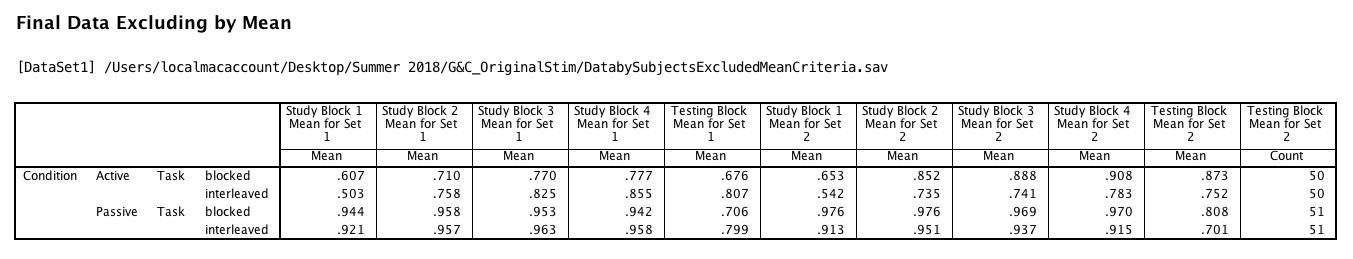 Final Data Excluding by Mean
[DataSet1] /Users/localmacaccount/Desktop/Summer 2018/G&C_OriginalStim/DatabySubjectsExcludedMeanCriteria.sav
Study Block 1 Study Block 2 Study Block 3 Study Block 4 Testing Block Study Block 1 Study Block 2 Study Block 3 Study Block 4 Testing Block Testing Block
Mean for Set Mean for Set Mean for Set Mean for Set Mean for Set Mean for Set Mean for Set Mean for Set Mean for Set Mean for Set Mean for Set
1 1 1 1 1 2 2 2 2 2 2
Mean Mean Mean Mean Mean Mean Mean Mean Mean Mean Count
Condition Active Task blocked .607 .710 .770 .777 .676 .653 .852 .888 .908 .873 50
interleaved .503 .758 .825 .855 .807 .542 .735 .741 .783 .752 50
Passive Task blocked .944 .958 .953 .942 .706 .976 .976 .969 .970 .808 51
interleaved .921 .957 .963 .958 .799 .913 .951 .937 .915 .701 51